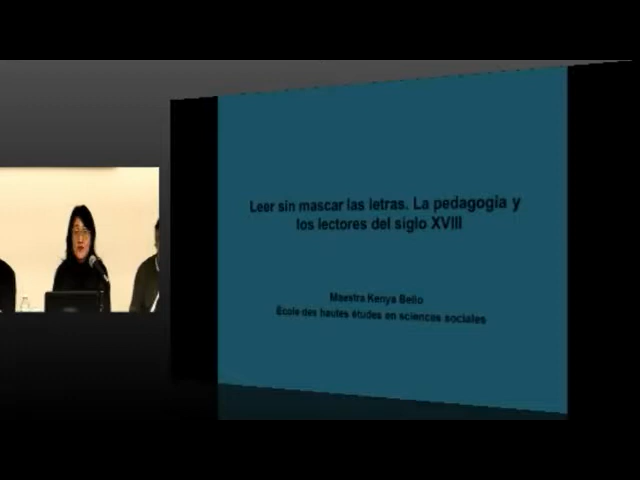 Leer sin mascar las letras. La pedagogía y
los lectores del siglo XVIII
Maestra Kenya Bello
École des hautes études en sciences sociales